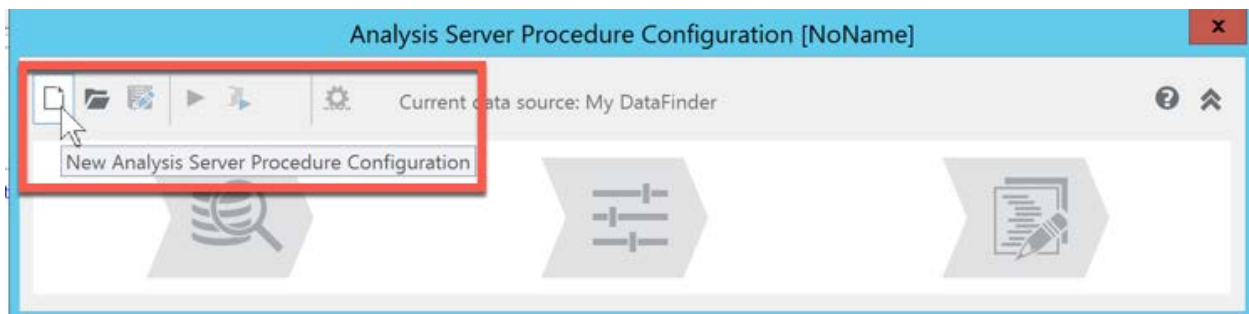 Analysis Server Procedure Configuration [NoName]
x
Current data source: My DataFinder
New Analysis Server Procedure Configuration